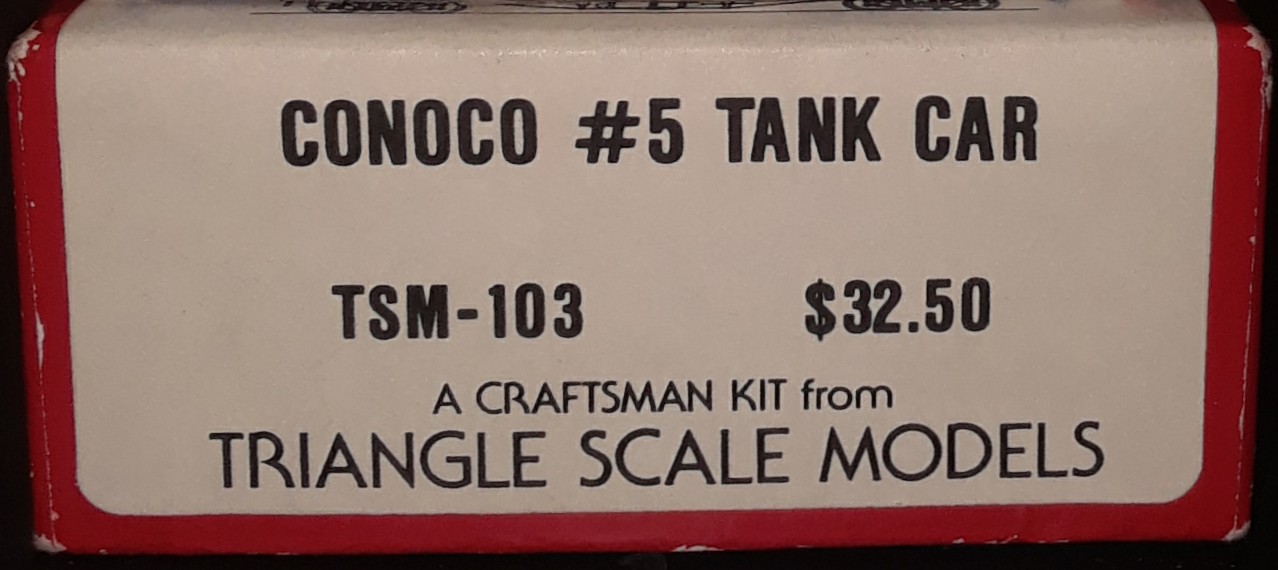 CONOCO #5 TANK CAR
TSM-103 $32.50
A CRAFTSMAN KIT from
TRIANGLE SCALE MODELS